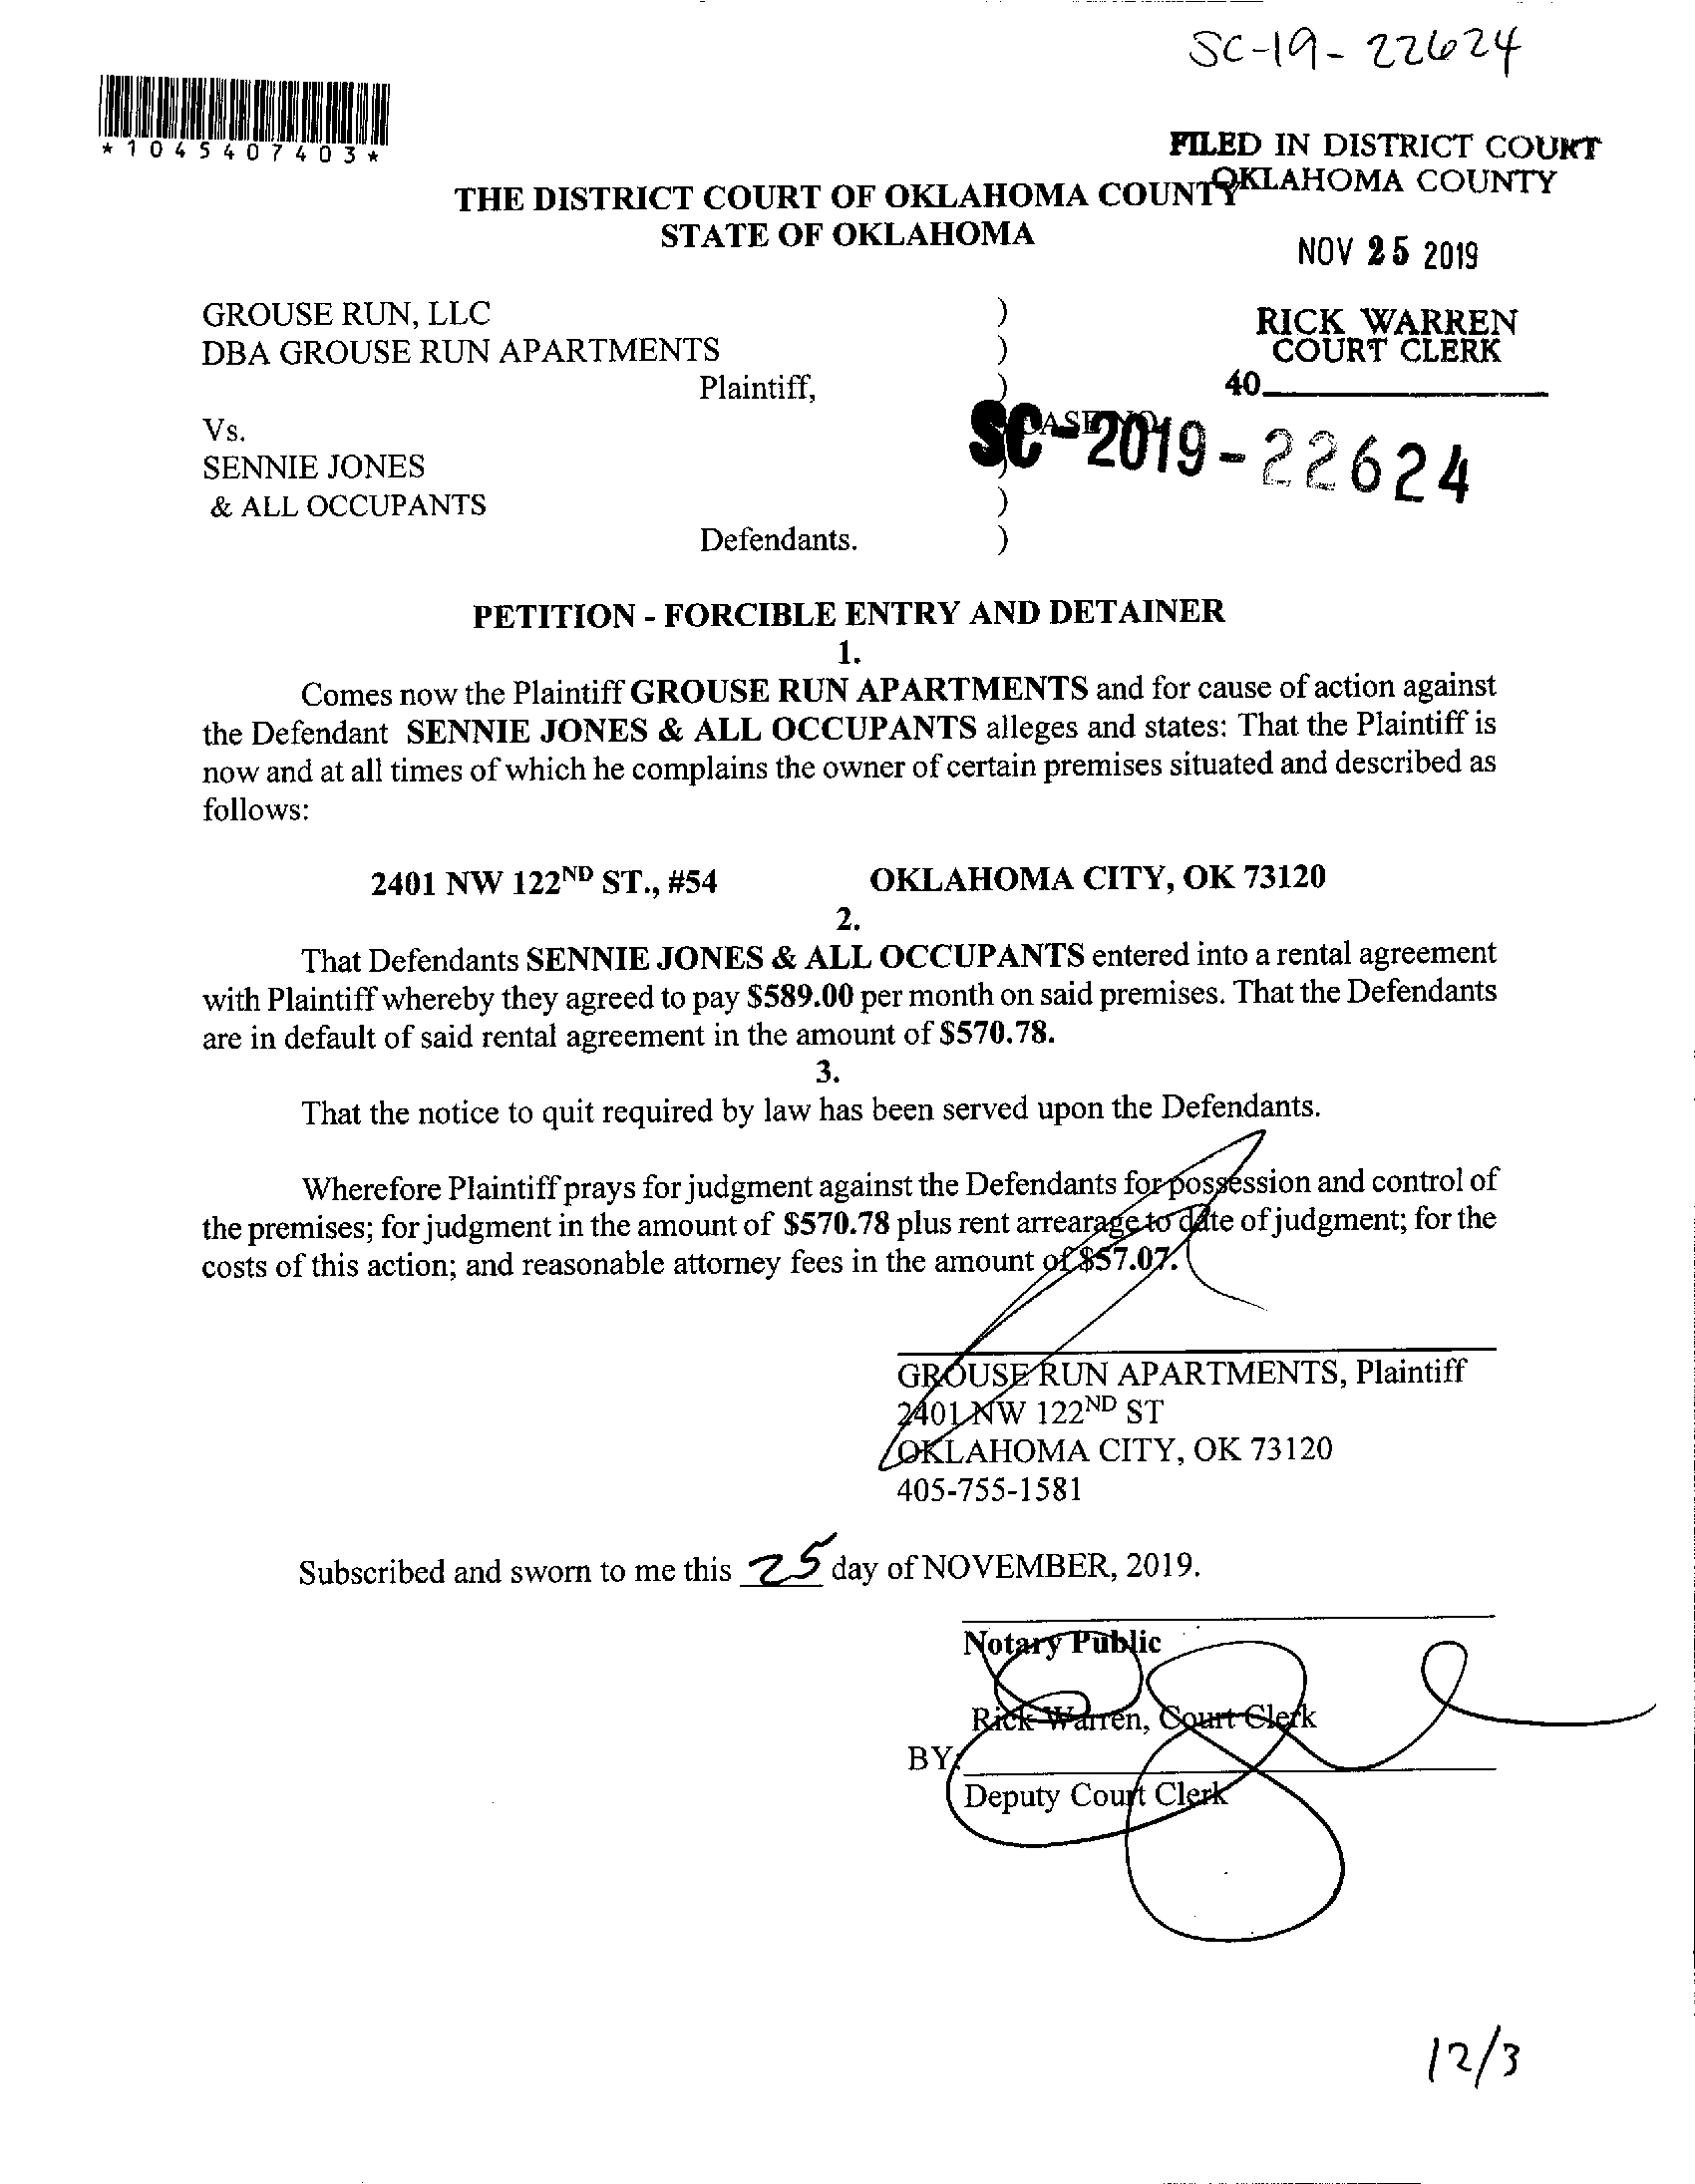 SC-19-22624
*1045407403*
FILED IN DISTRICT COURT
OKLAHOMA COUNTY
THE DISTRICT COURT OF OKLAHOMA COUNTY
STATE OF OKLAHOMA
NOV 25 2019
GROUSE RUN, LLC )
DBA GROUSE RUN APARTMENTS )
Plaintiff, )
RICK WARREN
COURT CLERK
40
Vs. CASE NO.
SC-2019-22624
SENNIE JONES )
& ALL OCCUPANTS )
Defendants. )
PETITION - FORCIBLE ENTRY AND DETAINER
1.
Comes now the Plaintiff GROUSE RUN APARTMENTS and for cause of action against
the Defendant SENNIE JONES & ALL OCCUPANTS alleges and states: That the Plaintiff is
now and at all times of which he complains the owner of certain premises situated and described as
follows:
2401 NW 122ND ST., #54 OKLAHOMA CITY, OK 73120
2.
That Defendants SENNIE JONES & ALL OCCUPANTS entered into a rental agreement
with Plaintiff whereby they agreed to pay $589.00 per month on said premises. That the Defendants
are in default of said rental agreement in the amount of $570.78.
3.
That the notice to quit required by law has been served upon the Defendants.
Wherefore Plaintiff prays for judgment against the Defendants for possession and control of
the premises; for judgment in the amount of $570.78 plus rent arrearage to date of judgment; for the
costs of this action; and reasonable attorney fees in the amount of $57.07.
GROUSE RUN APARTMENTS, Plaintiff
2401 NW 122ND ST
OKLAHOMA CITY, OK 73120
405-755-1581
Subscribed and sworn to me this 25 day of NOVEMBER, 2019.
Notary Public
Rick Warren, Court Clerk
BY:
Deputy Court Clerk
12/3